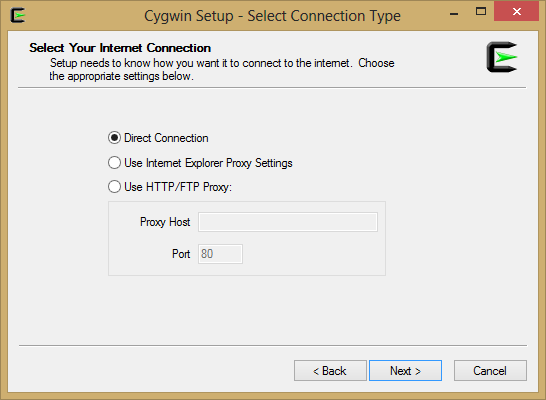 Cygwin Setup - Select Connection Type
Select Your Internet Connection
Setup needs to know how you want it to connect to the internet. Choose
the appropriate settings below.
Direct Connection
Use Internet Explorer Proxy Settings
Use HTTP/FTP Proxy:
Proxy Host
Port 80
< Back Next > Cancel